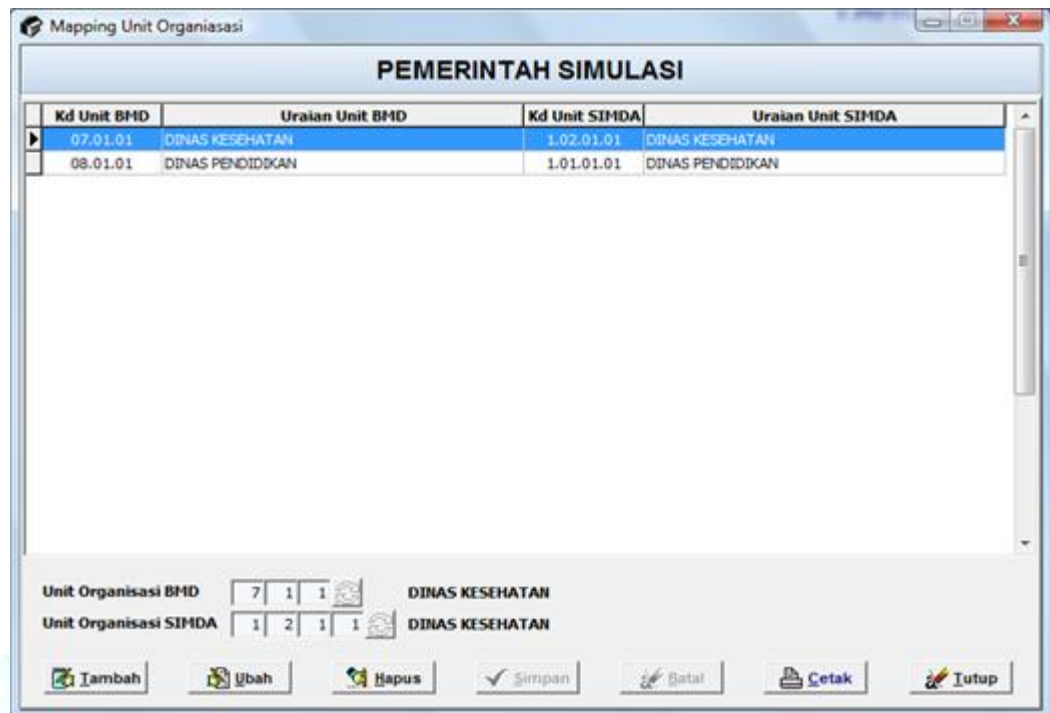 Mapping Unit Organiasasi
PEMERINTAH SIMULASI
Kd Unit BMD Uraian Unit BMD Kd Unit SIMDA Uraian Unit SIMDA
07.01.01 DINAS KESEHATAN 1.02.01.01 DINAS KESEHATAN
08.01.01 DINAS PENDIDIKAN 1.01.01.01 DINAS PENDIDIKAN
Unit Organisasi BMD 7 1 1 DINAS KESEHATAN
Unit Organisasi SIMDA 1 2 1 1 DINAS KESEHATAN
Tambah Ubah Hapus Simpan Batal Cetak Tutup